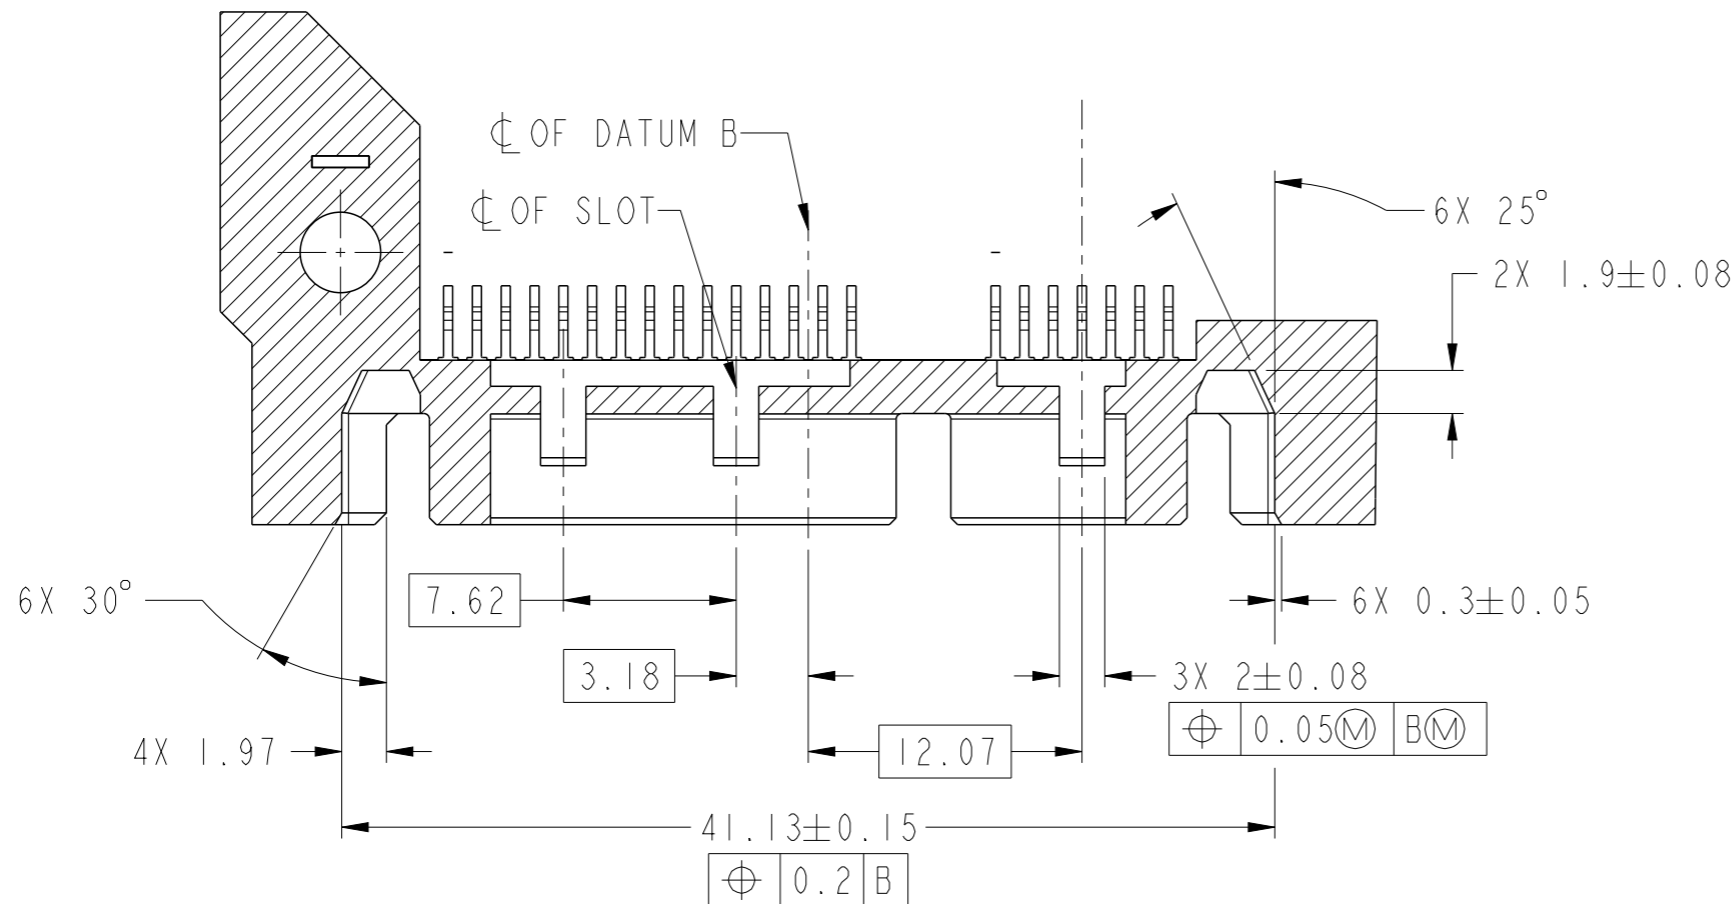 ℄ OF DATUM B
℄ OF SLOT
6X 25°
2X 1.9±0.08
6X 30°
7.62
6X 0.3±0.05
3.18
3X 2±0.08
⌖ 0.05Ⓜ BⓂ
4X 1.97
12.07
41.13±0.15
⌖ 0.2 B